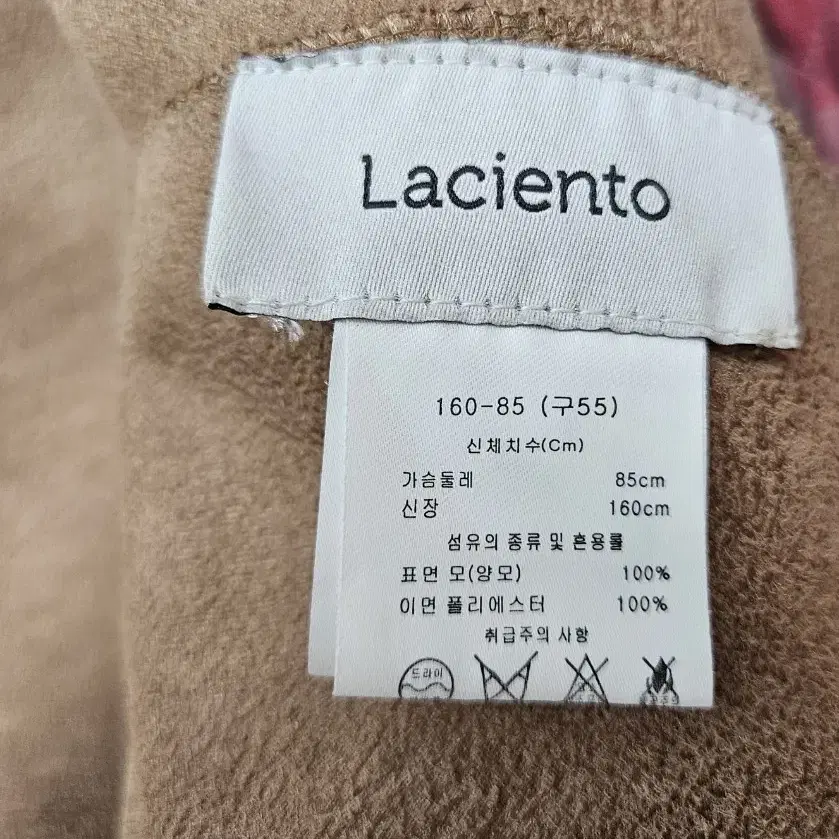 Laciento
160-85 (구55)
신체치수(Cm)
가슴둘레 85cm
신장 160cm
섬유의 종류 및 흔용률
표면 모(양모) 100%
이면 폴리에스터 100%
취급주의 사항
드라이